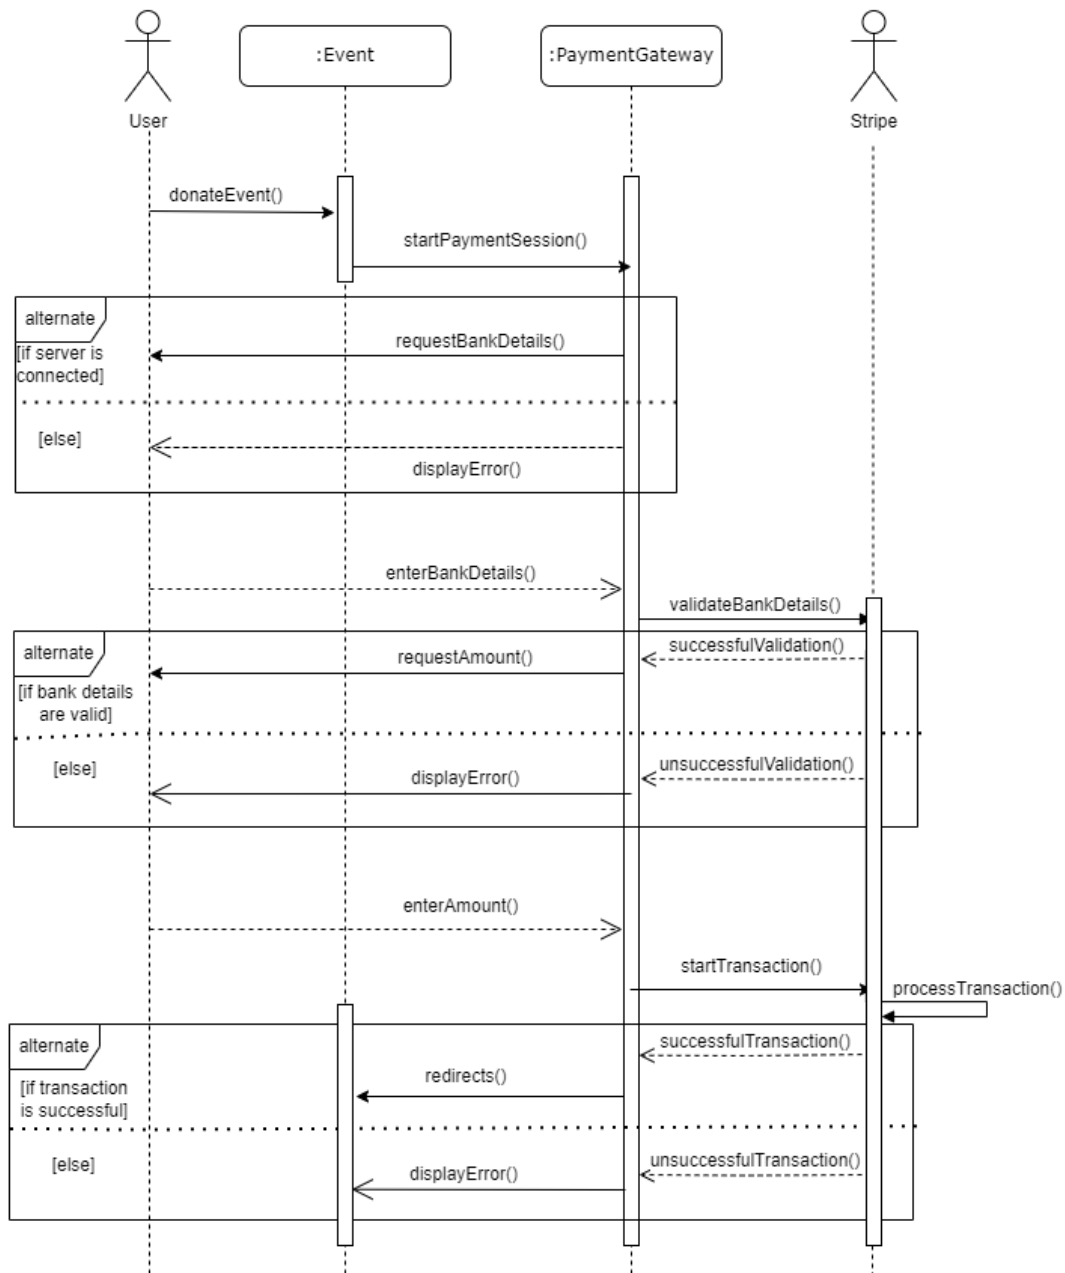 :Event
:PaymentGateway
User
Stripe
donateEvent()
startPaymentSession()
alternate
requestBankDetails()
[if server is
connected]
[else]
displayError()
enterBankDetails()
validateBankDetails()
alternate
requestAmount()
successfulValidation()
[if bank details
are valid]
[else]
displayError()
unsuccessfulValidation()
enterAmount()
startTransaction()
processTransaction()
alternate
successfulTransaction()
redirects()
[if transaction
is successful]
[else]
displayError()
unsuccessfulTransaction()